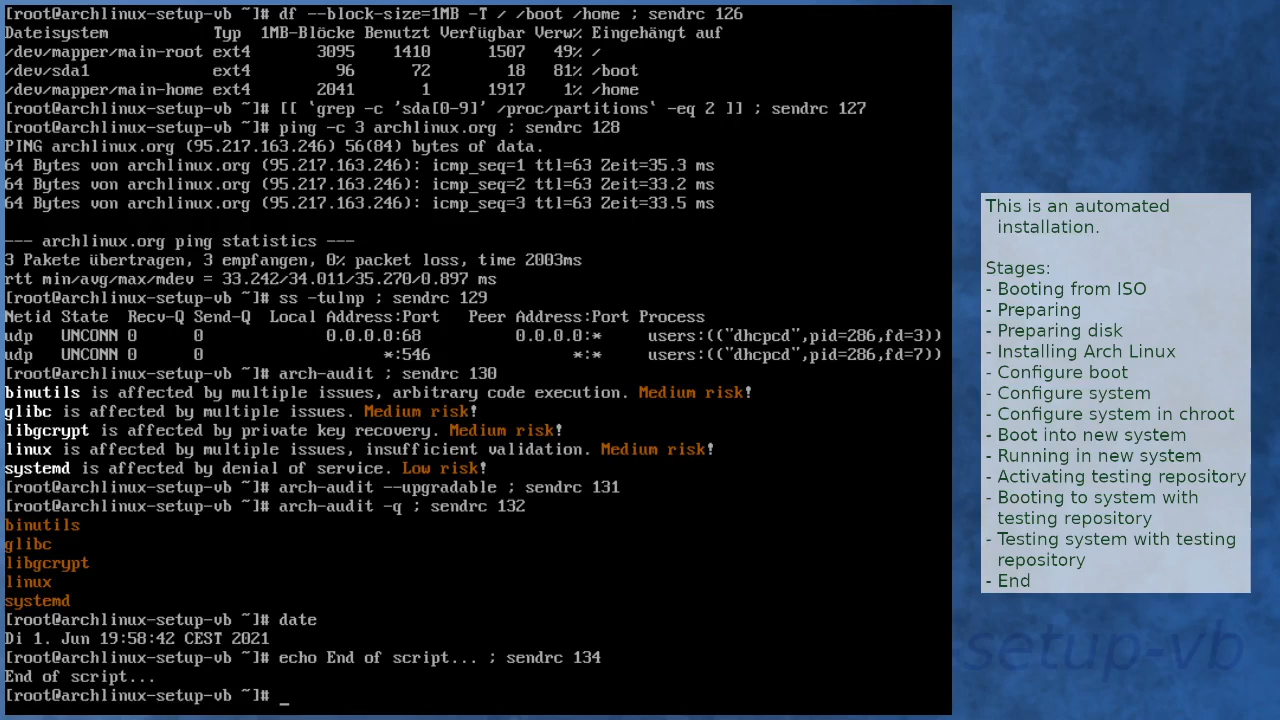 [root@archlinux-setup-vb ~]# df --block-size=1MB -T / /boot /home ; sendrc 126
Dateisystem           Typ  1MB-Blöcke Benutzt Verfügbar Verw% Eingehängt auf
/dev/mapper/main-root ext4       3095    1410      1507   49% /
/dev/sda1             ext4         96      72        18   81% /boot
/dev/mapper/main-home ext4       2041       1      1917    1% /home
[root@archlinux-setup-vb ~]# [[ `grep -c 'sda[0-9]' /proc/partitions` -eq 2 ]] ; sendrc 127
[root@archlinux-setup-vb ~]# ping -c 3 archlinux.org ; sendrc 128
PING archlinux.org (95.217.163.246) 56(84) bytes of data.
64 Bytes von archlinux.org (95.217.163.246): icmp_seq=1 ttl=63 Zeit=35.3 ms
64 Bytes von archlinux.org (95.217.163.246): icmp_seq=2 ttl=63 Zeit=33.2 ms
64 Bytes von archlinux.org (95.217.163.246): icmp_seq=3 ttl=63 Zeit=33.5 ms
--- archlinux.org ping statistics ---
3 Pakete übertragen, 3 empfangen, 0% packet loss, time 2003ms
rtt min/avg/max/mdev = 33.242/34.011/35.270/0.897 ms
[root@archlinux-setup-vb ~]# ss -tulnp ; sendrc 129
Netid State  Recv-Q Send-Q  Local Address:Port   Peer Address:Port Process
udp   UNCONN 0      0             0.0.0.0:68          0.0.0.0:*     users:(("dhcpcd",pid=286,fd=3))
udp   UNCONN 0      0                   *:546               *:*     users:(("dhcpcd",pid=286,fd=7))
[root@archlinux-setup-vb ~]# arch-audit ; sendrc 130
binutils is affected by multiple issues, arbitrary code execution. Medium risk!
glibc is affected by multiple issues. Medium risk!
libgcrypt is affected by private key recovery. Medium risk!
linux is affected by multiple issues, insufficient validation. Medium risk!
systemd is affected by denial of service. Low risk!
[root@archlinux-setup-vb ~]# arch-audit --upgradable ; sendrc 131
[root@archlinux-setup-vb ~]# arch-audit -q ; sendrc 132
binutils
glibc
libgcrypt
linux
systemd
[root@archlinux-setup-vb ~]# date
Di 1. Jun 19:58:42 CEST 2021
[root@archlinux-setup-vb ~]# echo End of script... ; sendrc 134
End of script...
[root@archlinux-setup-vb ~]# _
This is an automated
installation.
Stages:
- Booting from ISO
- Preparing
- Preparing disk
- Installing Arch Linux
- Configure boot
- Configure system
- Configure system in chroot
- Boot into new system
- Running in new system
- Activating testing repository
- Booting to system with
testing repository
- Testing system with testing
repository
- End
-setup-vb